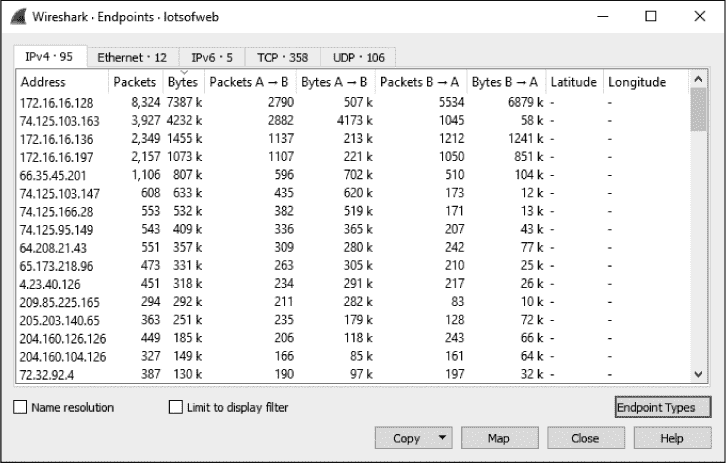 Wireshark · Endpoints · lotsofweb
IPv4 · 95 Ethernet · 12 IPv6 · 5 TCP · 358 UDP · 106
Address Packets Bytes Packets A → B Bytes A → B Packets B → A Bytes B → A Latitude Longitude
172.16.16.128 8,324 7387 k 2790 507 k 5534 6879 k - -
74.125.103.163 3,927 4232 k 2882 4173 k 1045 58 k - -
172.16.16.136 2,349 1455 k 1137 213 k 1212 1241 k - -
172.16.16.197 2,157 1073 k 1107 221 k 1050 851 k - -
66.35.45.201 1,106 807 k 596 702 k 510 104 k - -
74.125.103.147 608 633 k 435 620 k 173 12 k - -
74.125.166.28 553 532 k 382 519 k 171 13 k - -
74.125.95.149 543 409 k 336 365 k 207 43 k - -
64.208.21.43 551 357 k 309 280 k 242 77 k - -
65.173.218.96 473 331 k 263 305 k 210 25 k - -
4.23.40.126 451 318 k 234 291 k 217 26 k - -
209.85.225.165 294 292 k 211 282 k 83 10 k - -
205.203.140.65 363 251 k 235 179 k 128 72 k - -
204.160.126.126 449 185 k 206 118 k 243 66 k - -
204.160.104.126 327 149 k 166 85 k 161 64 k - -
72.32.92.4 387 130 k 190 97 k 197 32 k - -
Name resolution Limit to display filter Endpoint Types
Copy Map Close Help